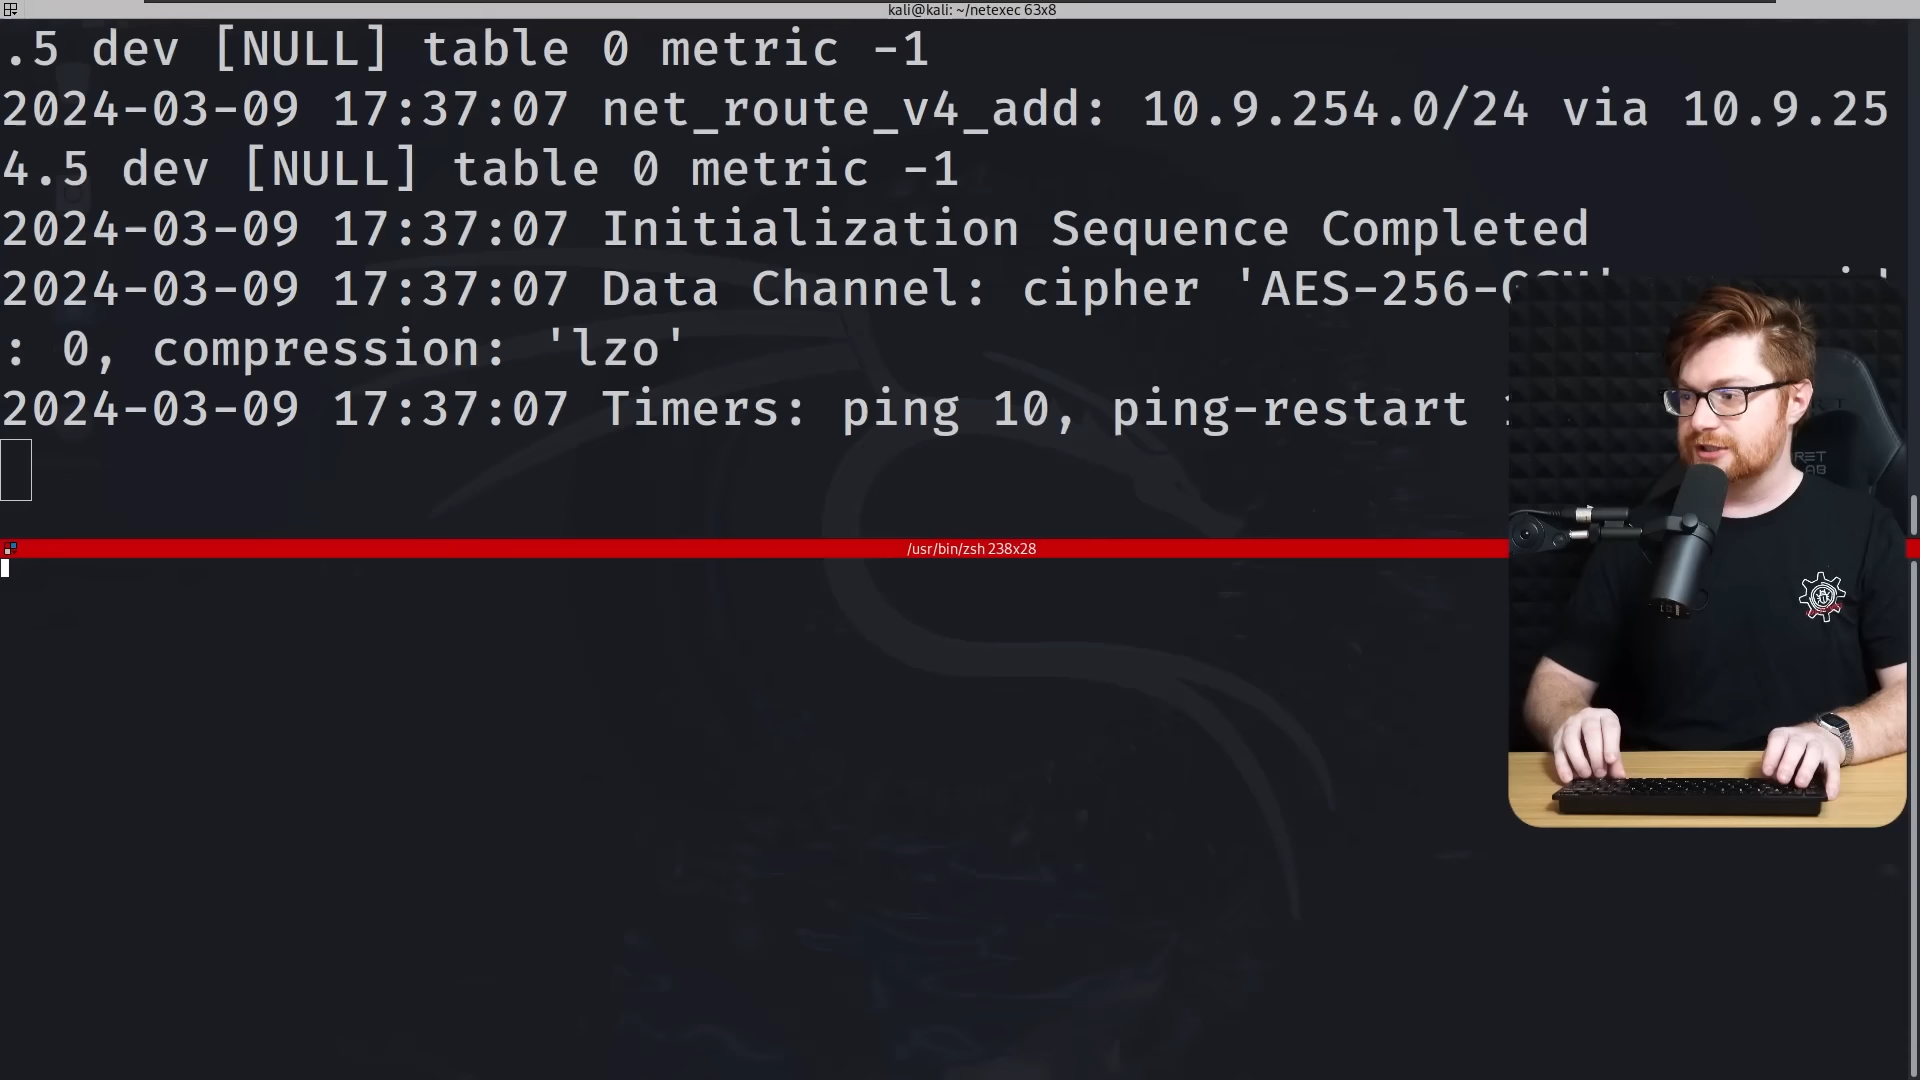 kali@kali: ~/netexec 63x8
.5 dev [NULL] table 0 metric -1
2024-03-09 17:37:07 net_route_v4_add: 10.9.254.0/24 via 10.9.25
4.5 dev [NULL] table 0 metric -1
2024-03-09 17:37:07 Initialization Sequence Completed
2024-03-09 17:37:07 Data Channel: cipher 'AES-256-
: 0, compression: 'lzo'
2024-03-09 17:37:07 Timers: ping 10, ping-restart
/usr/bin/zsh 238x28